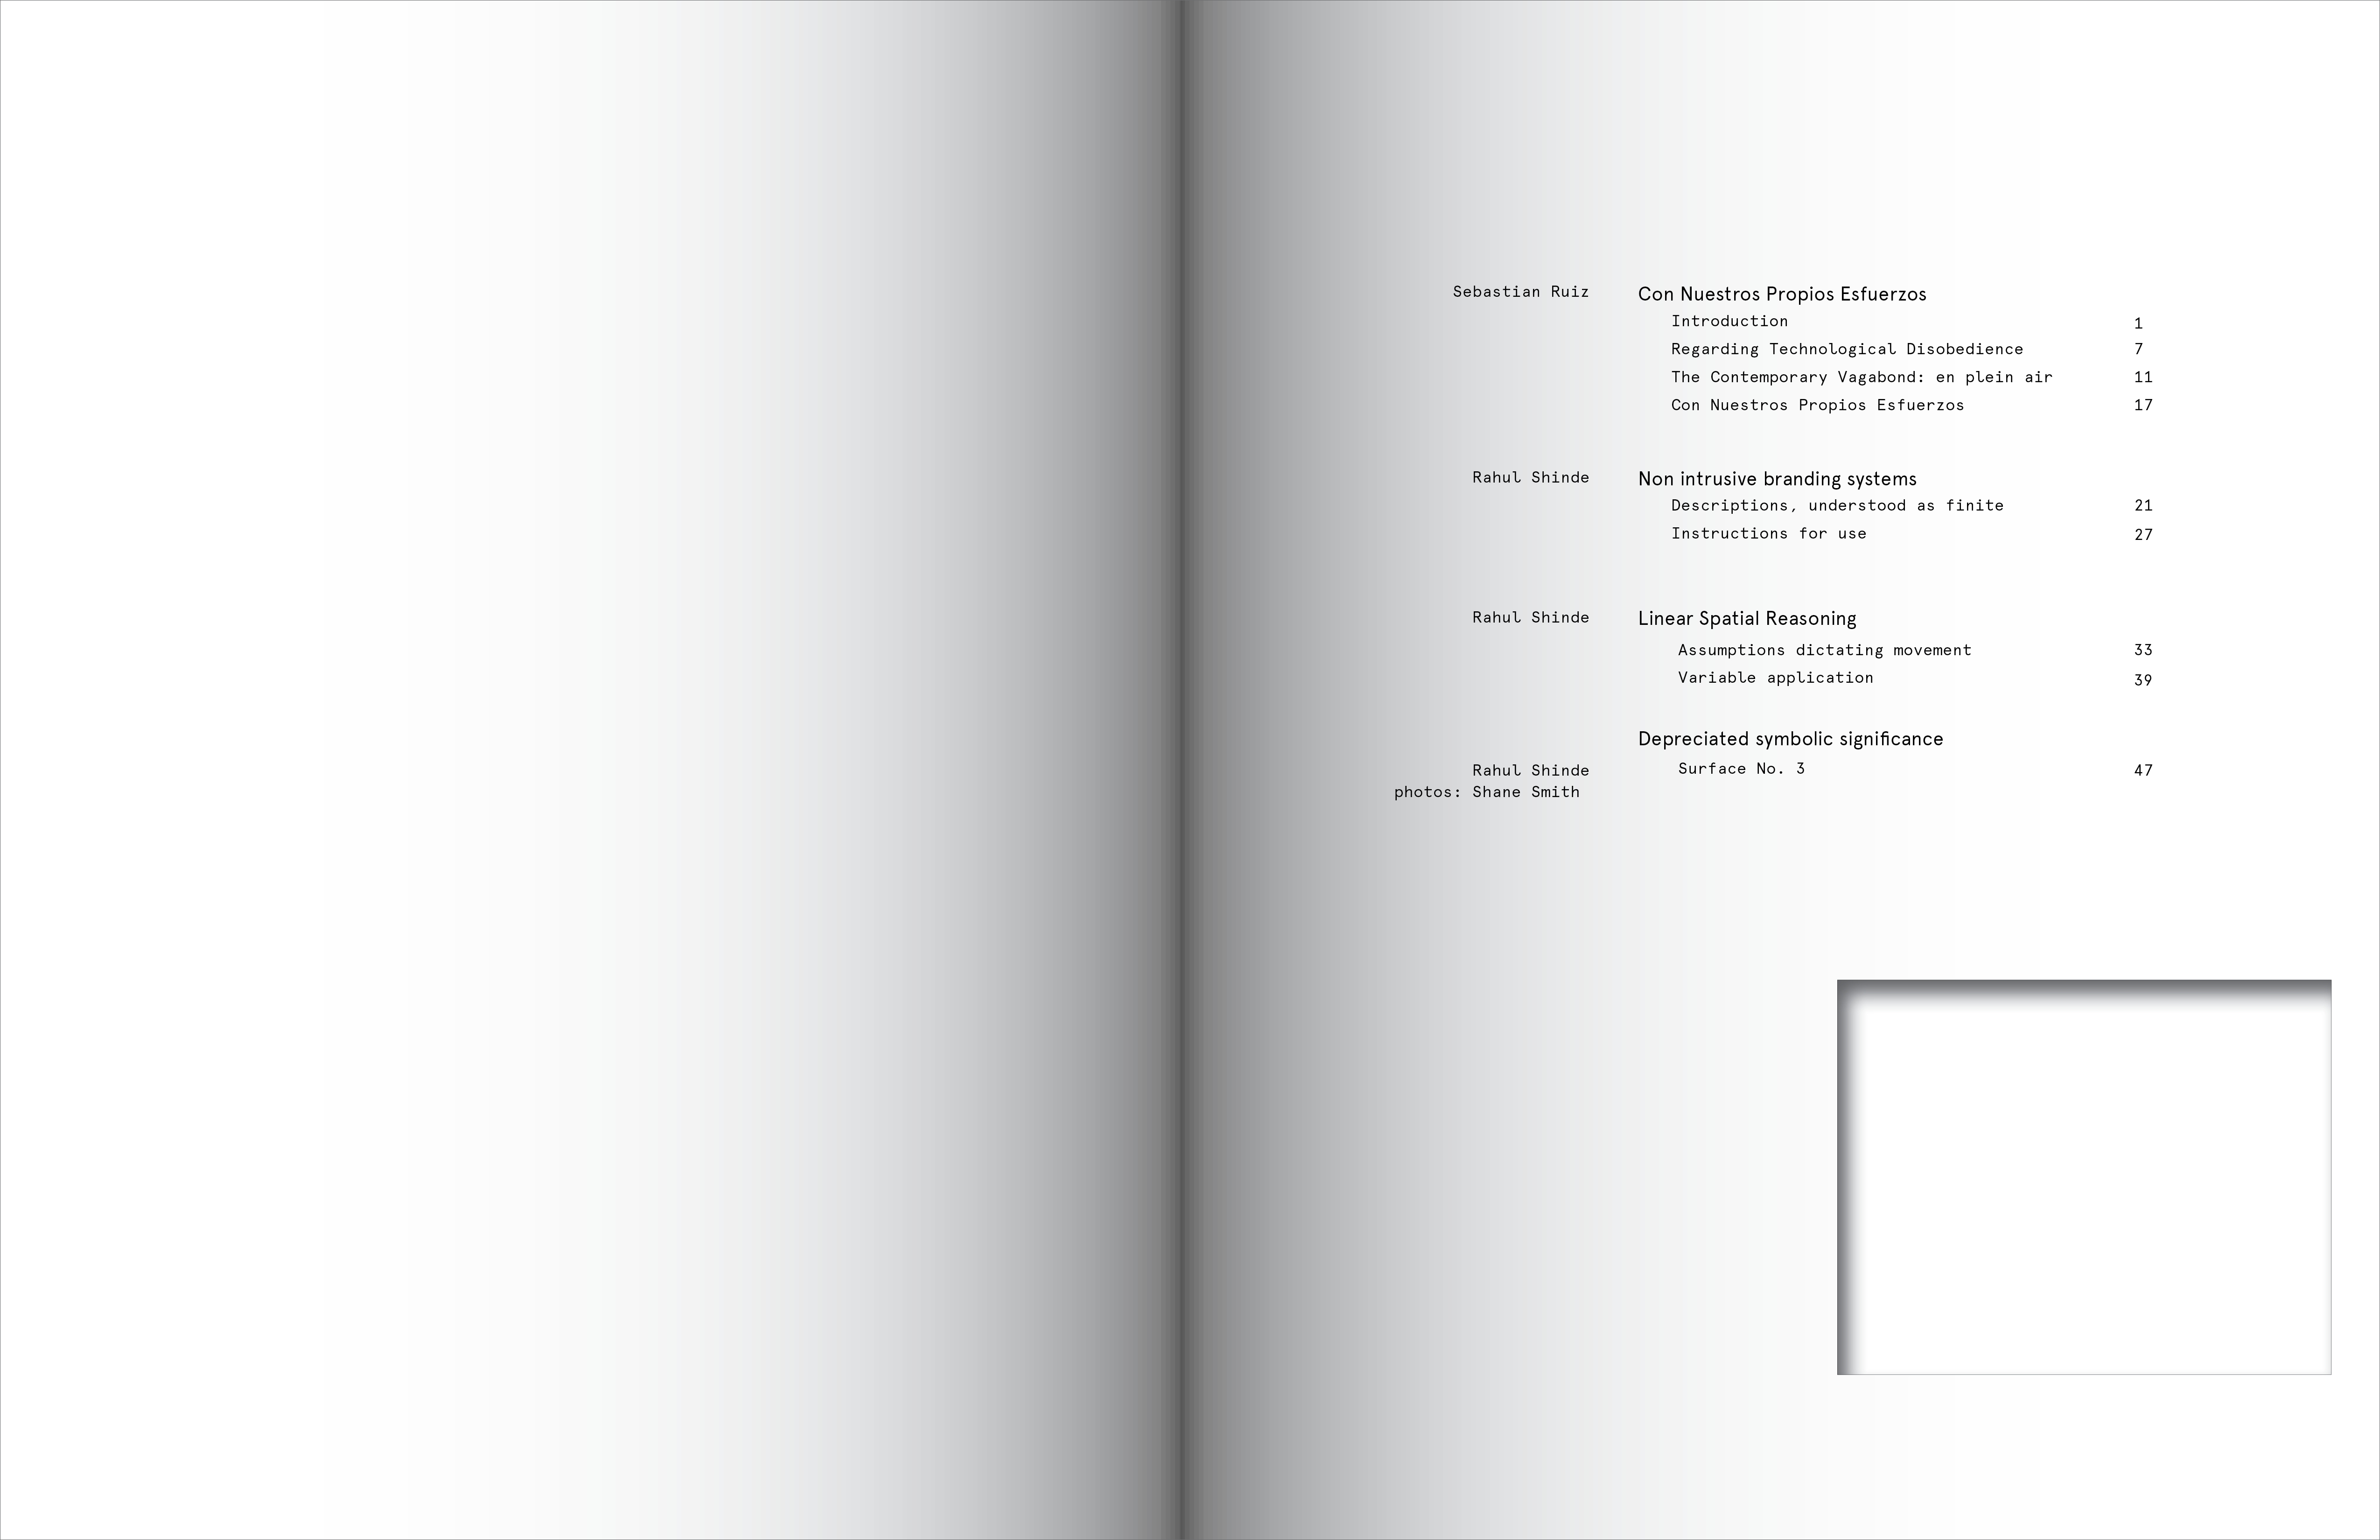 Sebastian Ruiz Con Nuestros Propios Esfuerzos
Introduction 1
Regarding Technological Disobedience 7
The Contemporary Vagabond: en plein air 11
Con Nuestros Propios Esfuerzos 17
Rahul Shinde Non intrusive branding systems
Descriptions, understood as finite 21
Instructions for use 27
Rahul Shinde Linear Spatial Reasoning
Assumptions dictating movement 33
Variable application 39
Depreciated symbolic significance
Rahul Shinde Surface No. 3 47
photos: Shane Smith